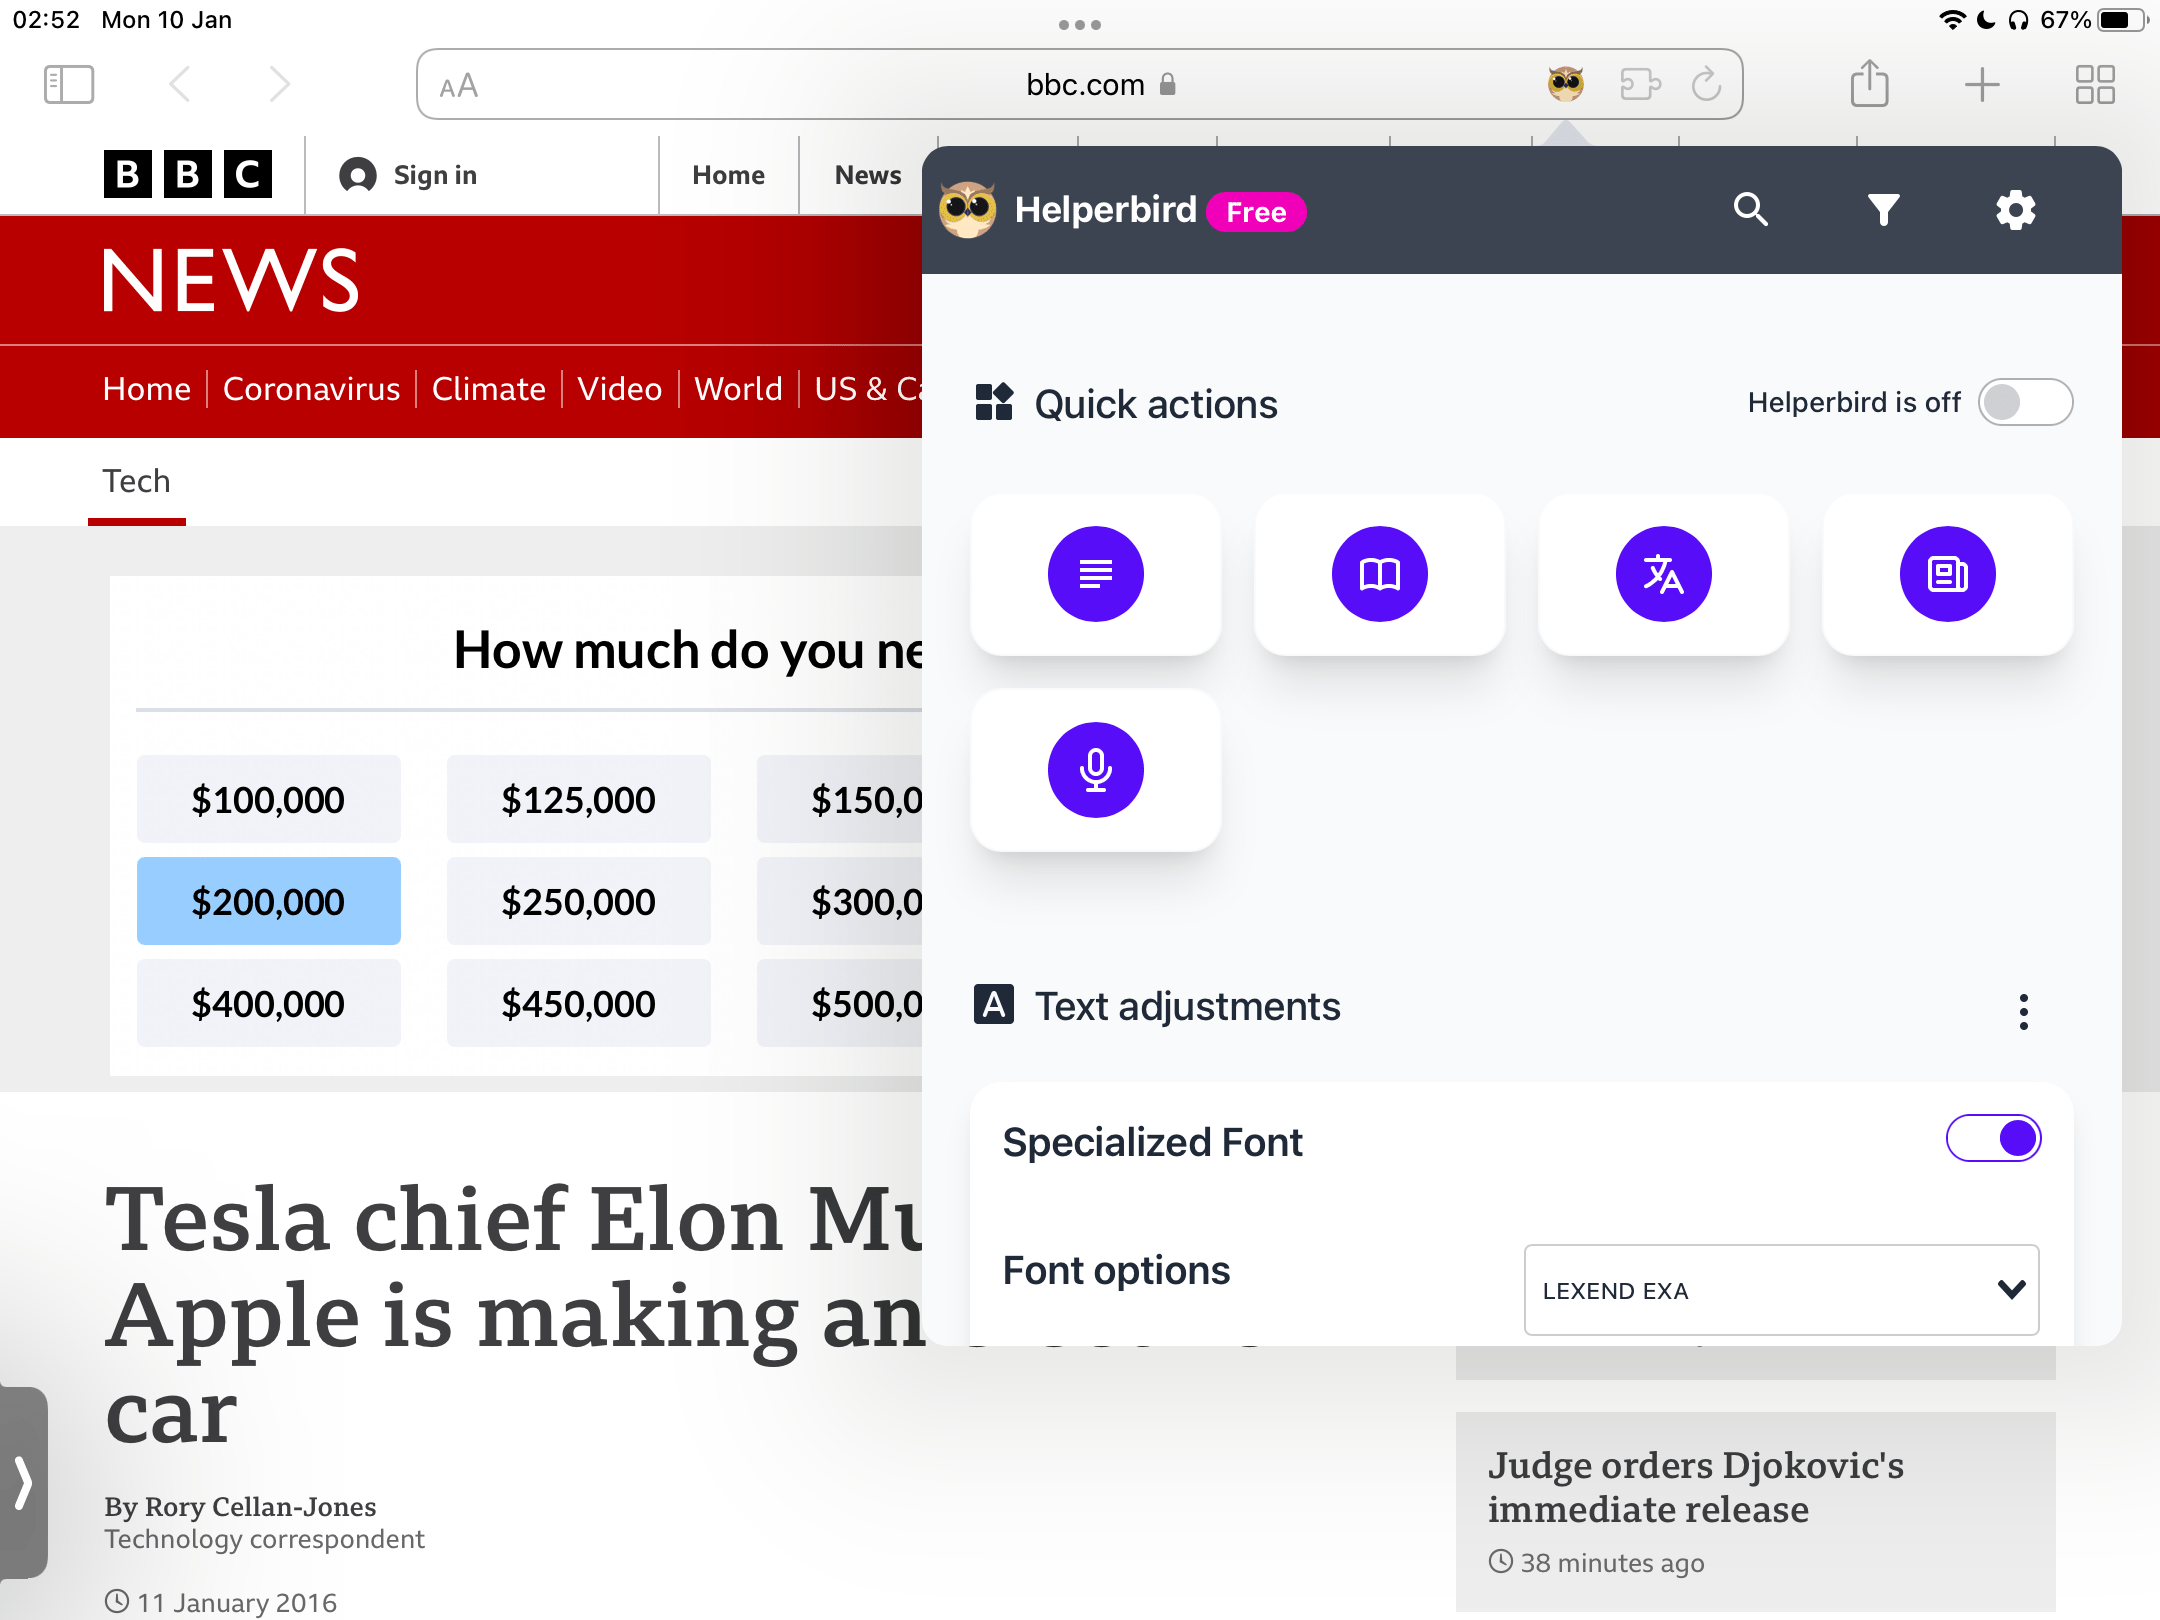 02:52 Mon 10 Jan
67%
AA
bbc.com
BBC
Sign in
Home
News
NEWS
Home
Coronavirus
Climate
Video
World
US & Ca
Tech
How much do you ne
$100,000
$125,000
$150,0
$200,000
$250,000
$300,0
$400,000
$450,000
$500,0
Helperbird Free
Quick actions
Helperbird is off
A Text adjustments
Specialized Font
Font options
LEXEND EXA
Tesla chief Elon Mu
Apple is making an
car
By Rory Cellan-Jones
Technology correspondent
11 January 2016
Judge orders Djokovic's
immediate release
38 minutes ago